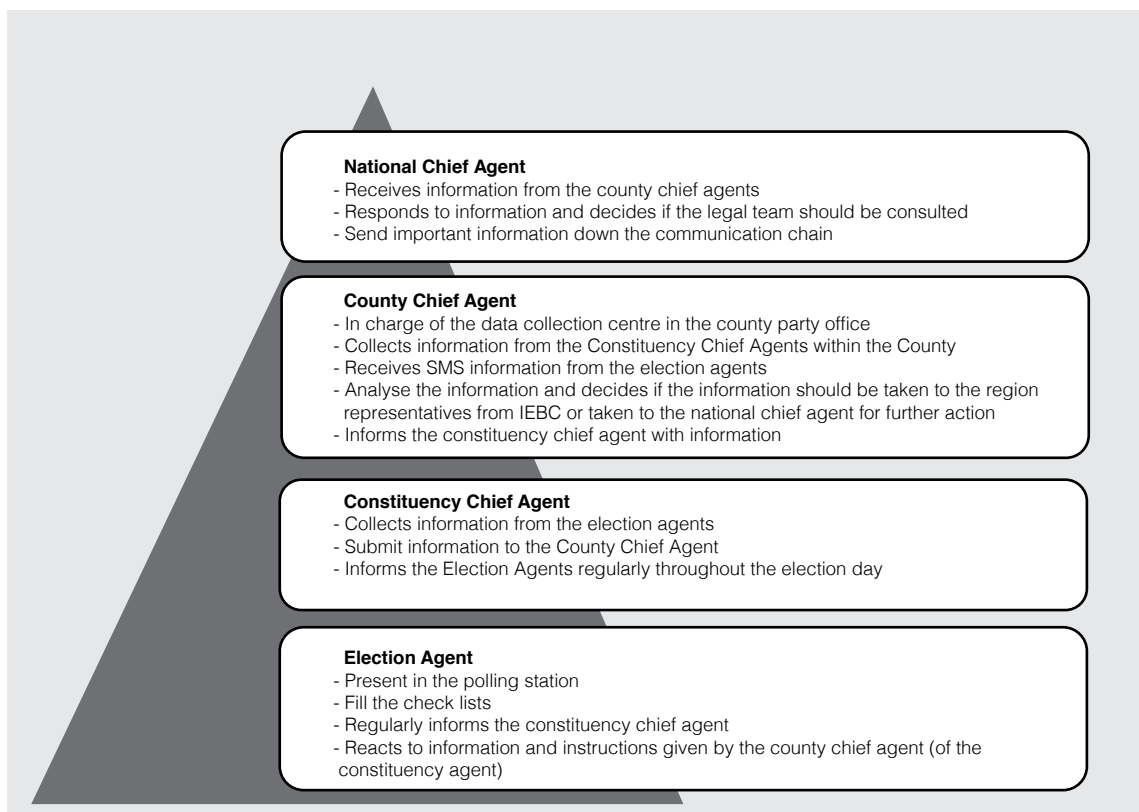 National Chief Agent
- Receives information from the county chief agents
- Responds to information and decides if the legal team should be consulted
- Send important information down the communication chain
County Chief Agent
- In charge of the data collection centre in the county party office
- Collects information from the Constituency Chief Agents within the County
- Receives SMS information from the election agents
- Analyse the information and decides if the information should be taken to the region
representatives from IEBC or taken to the national chief agent for further action
- Informs the constituency chief agent with information
Constituency Chief Agent
- Collects information from the election agents
- Submit information to the County Chief Agent
- Informs the Election Agents regularly throughout the election day
Election Agent
- Present in the polling station
- Fill the check lists
- Regularly informs the constituency chief agent
- Reacts to information and instructions given by the county chief agent (of the
constituency agent)